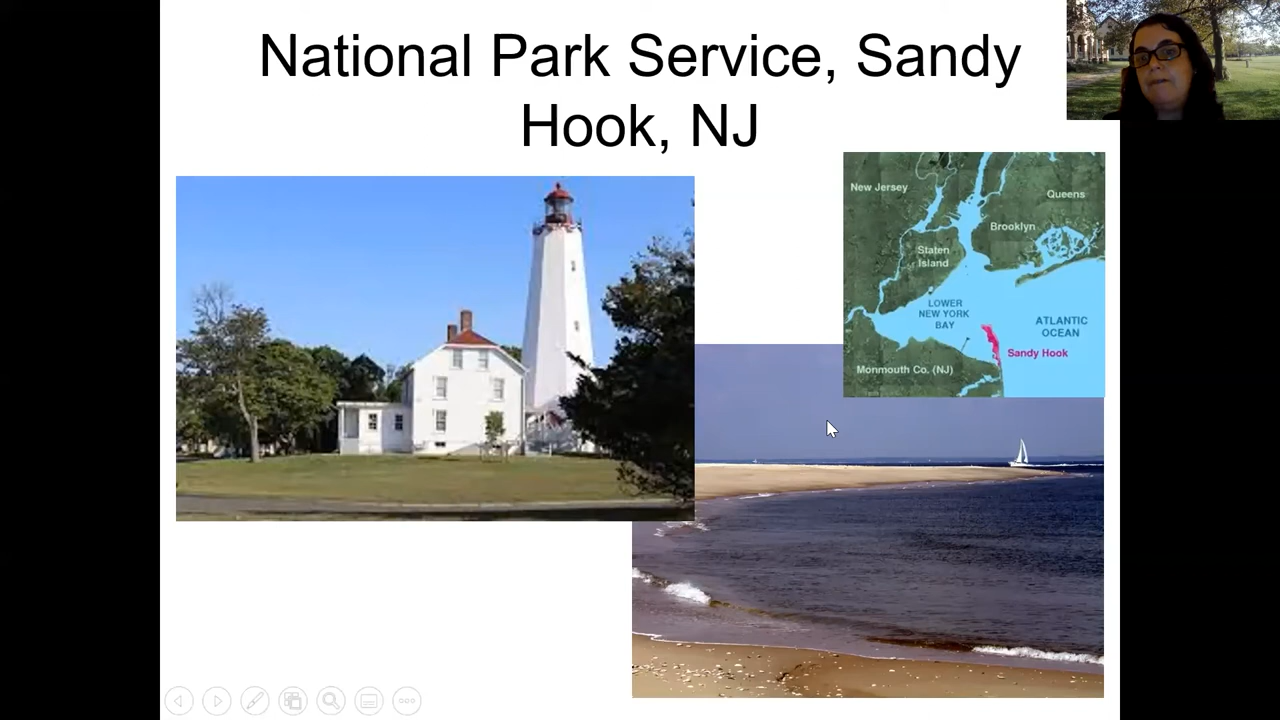 National Park Service, Sandy
Hook, NJ
New Jersey
Queens
Brooklyn
Staten
Island
LOWER
NEW YORK
BAY
ATLANTIC
OCEAN
Sandy Hook
Monmouth Co. (NJ)